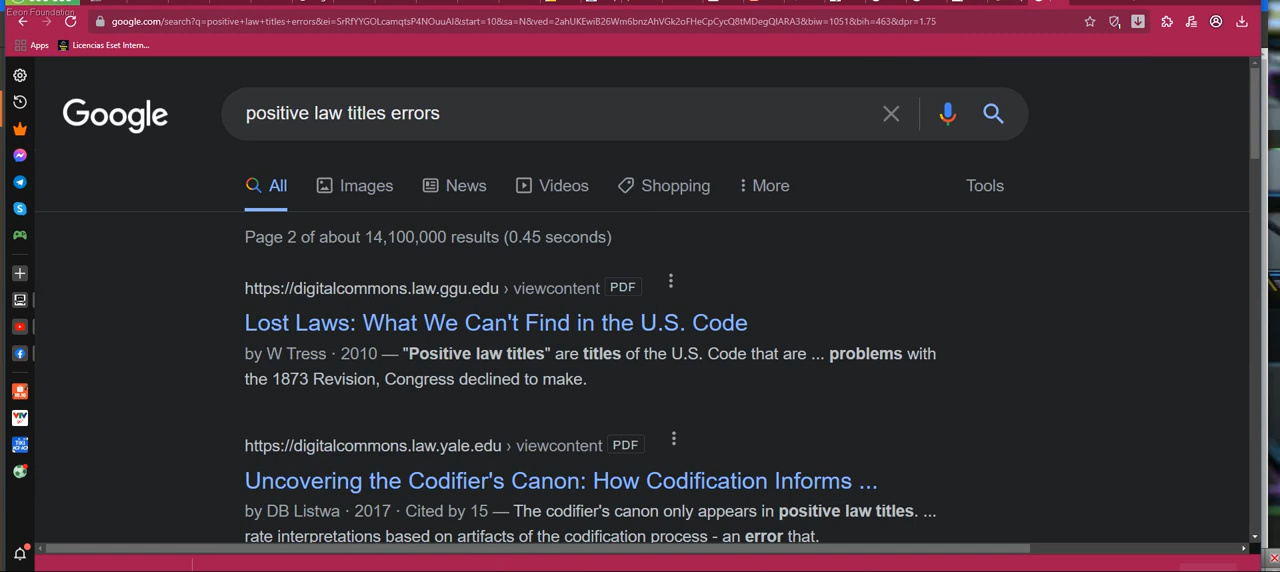 Eeon Foundation
google.com/search?q=positive+law+titles+errors&ei=SrRfYYGOLcamqtsP4NOuuAI&start=10&sa=N&ved=2ahUKEwiB26Wm6bnzAhVGk2oFHeCpCycQ8tMDegQIARA3&biw=1051&bih=463&dpr=1.75
Apps Licencias Eset Intern...
Google
positive law titles errors
All Images News Videos Shopping More Tools
Page 2 of about 14,100,000 results (0.45 seconds)
https://digitalcommons.law.ggu.edu › viewcontent PDF
Lost Laws: What We Can't Find in the U.S. Code
by W Tress · 2010 — "Positive law titles" are titles of the U.S. Code that are ... problems with
the 1873 Revision, Congress declined to make.
https://digitalcommons.law.yale.edu › viewcontent PDF
Uncovering the Codifier's Canon: How Codification Informs ...
by DB Listwa · 2017 · Cited by 15 — The codifier's canon only appears in positive law titles. ...
rate interpretations based on artifacts of the codification process - an error that.